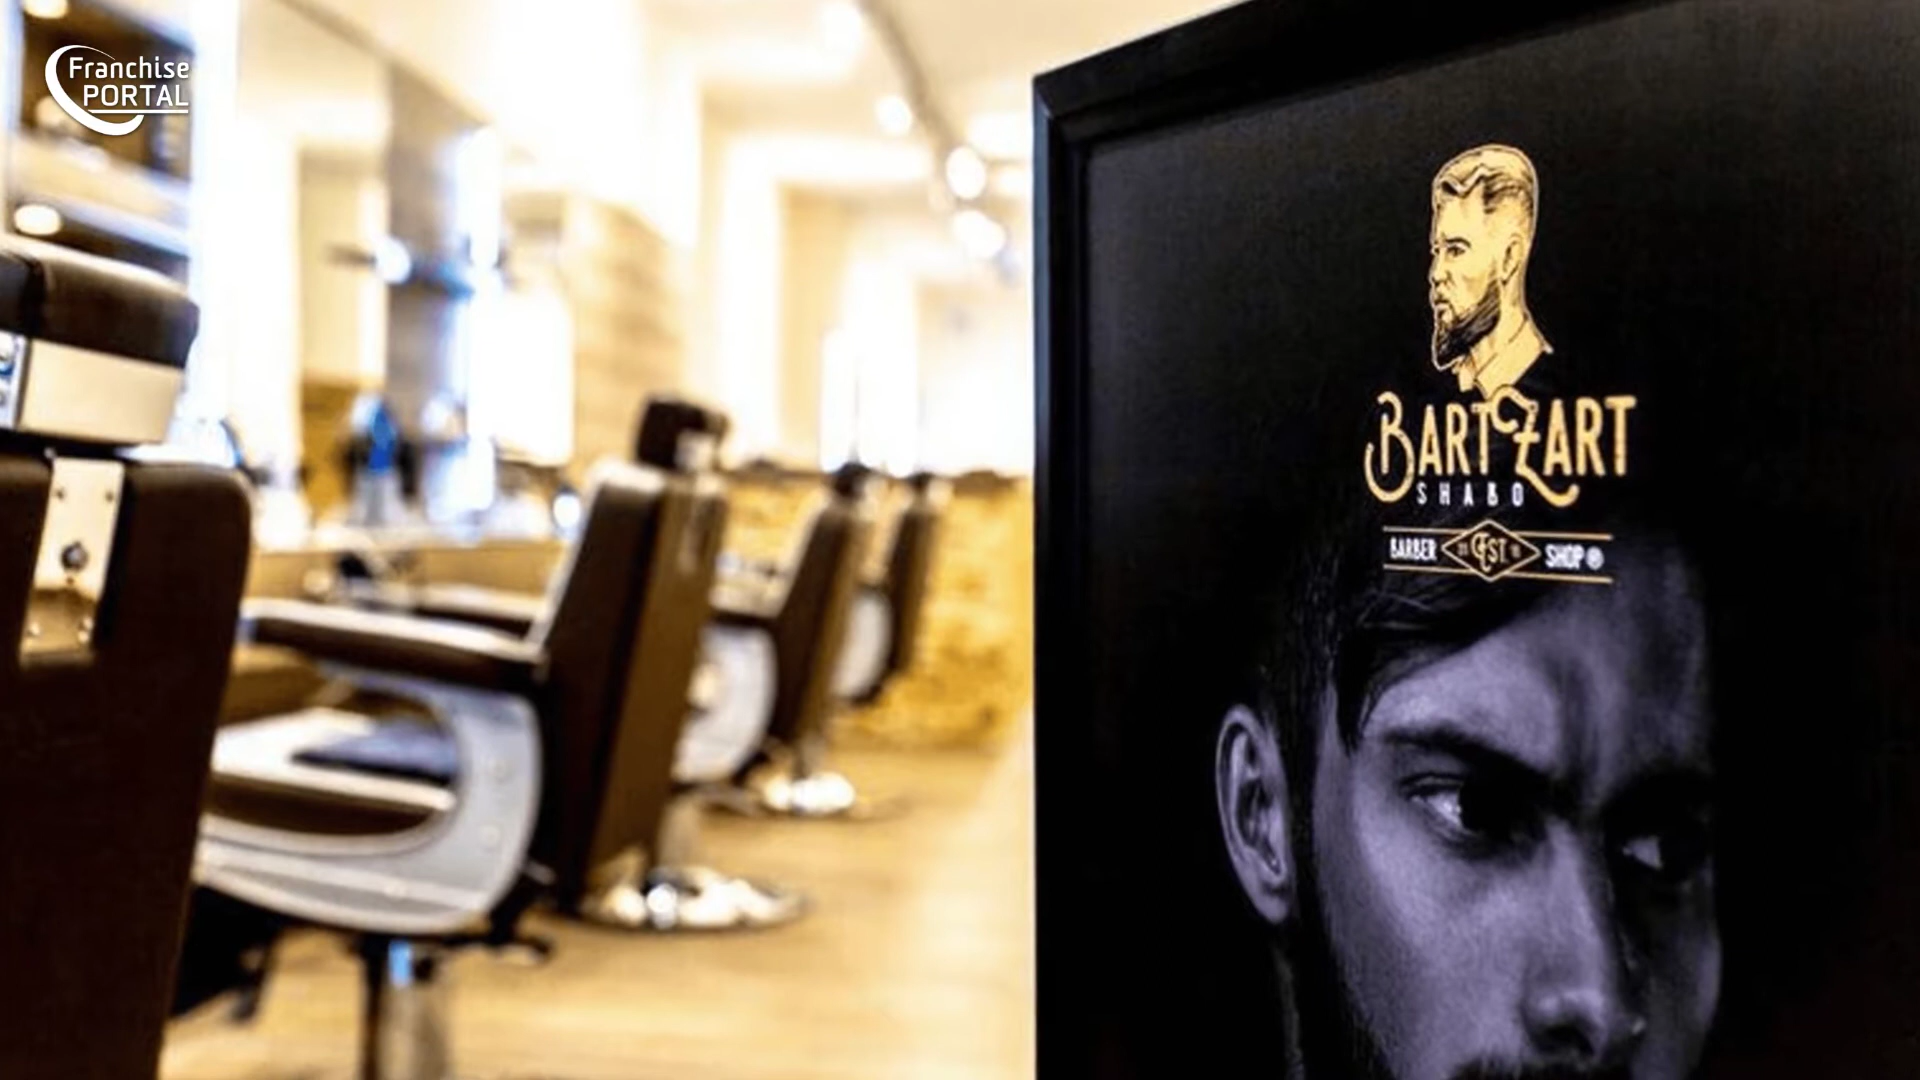 Franchise
PORTAL
BARTZART
SHABO
BARBER EST. SHOP ®